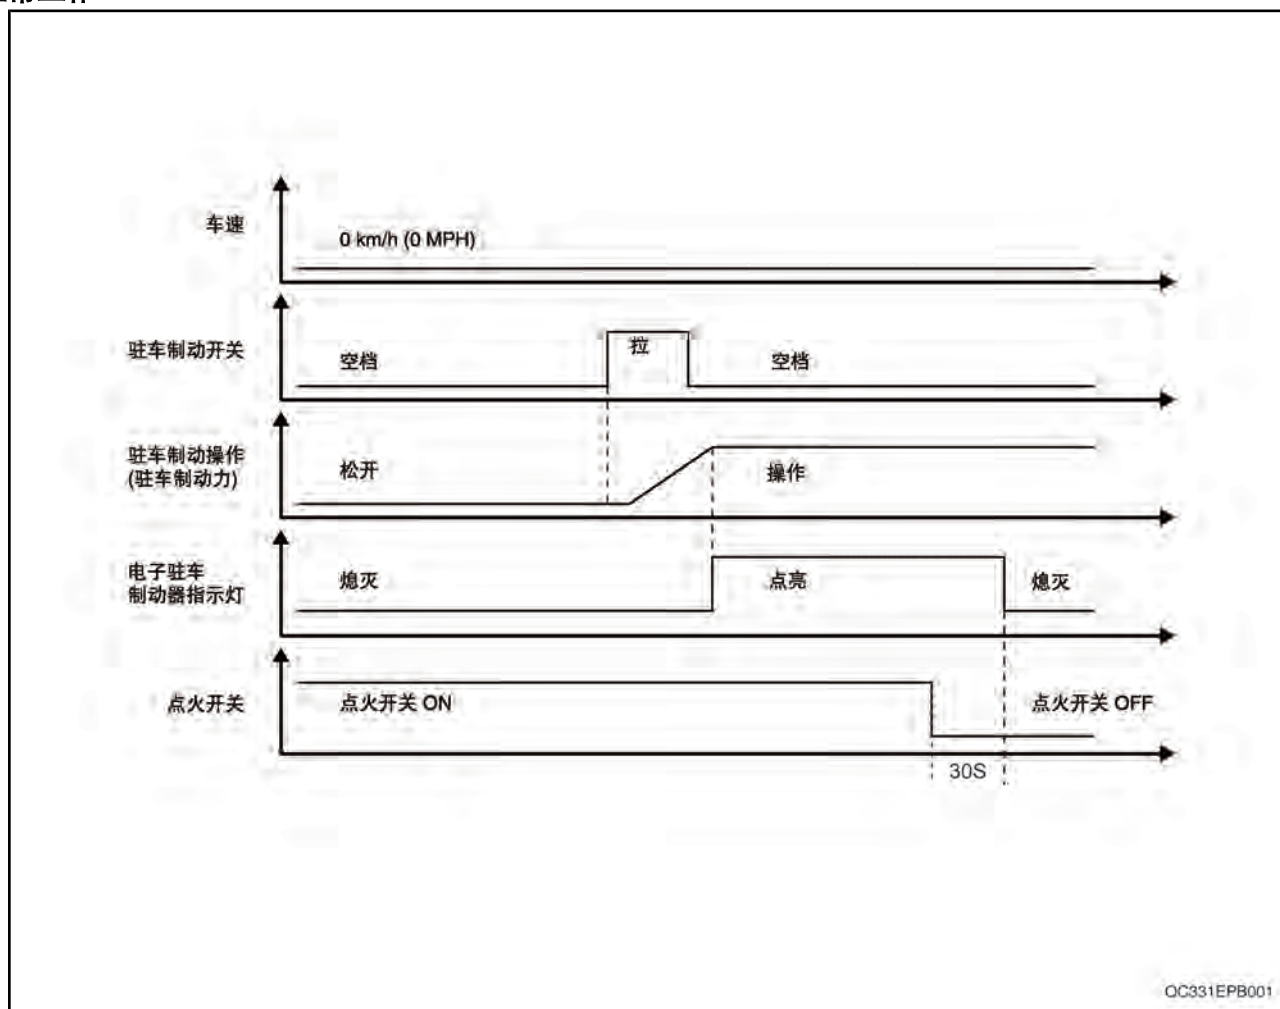 车速
0 km/h (0 MPH)
驻车制动开关
空档
拉
空档
驻车制动操作
(驻车制动力)
松开
操作
电子驻车
制动器指示灯
熄灭
点亮
熄灭
点火开关
点火开关 ON
点火开关 OFF
30S
QC331EPB001